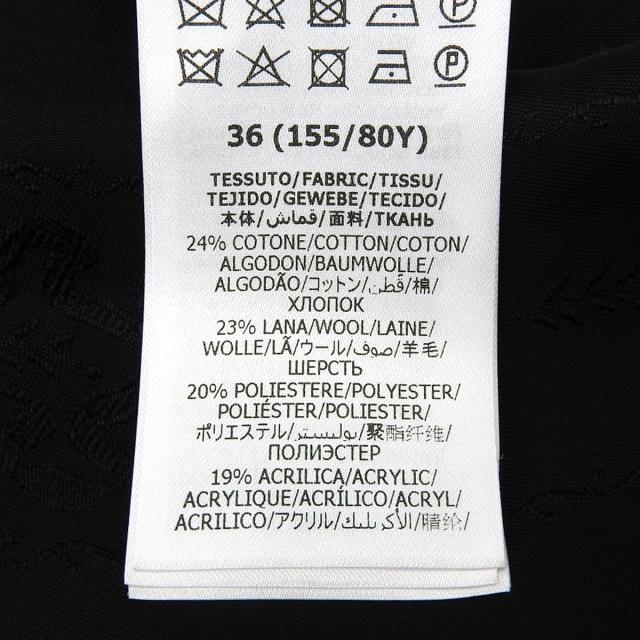 P
P
36 (155/80Y)
TESSUTO/FABRIC/TISSU/
TEJIDO/GEWEBE/TECIDO/
本体/قماش/面料/ТКАНЬ
24% COTONE/COTTON/COTON/
ALGODON/BAUMWOLLE/
ALGODÃO/コットン/قطن/棉/
ХЛОПОК
23% LANA/WOOL/LAINE/
WOLLE/LÃ/ウール/صوف/羊毛/
ШЕРСТЬ
20% POLIESTERE/POLYESTER/
POLIÉSTER/POLIESTER/
ポリエステル/بوليستر/聚酯纤维/
ПОЛИЭСТЕР
19% ACRILICA/ACRYLIC/
ACRYLIQUE/ACRÍLICO/ACRYL/
ACRILICO/アクリル/الأكريليك/腈纶/